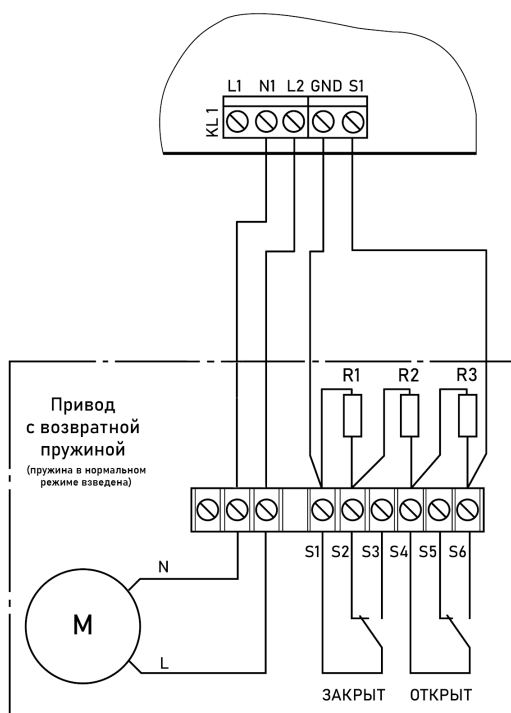 L1 N1 L2 GND S1
KL1
R1 R2 R3
Привод
с возвратной
пружиной
(пружина в нормальном
режиме взведена)
S1 S2 S3 S4 S5 S6
N
M
L
ЗАКРЫТ ОТКРЫТ